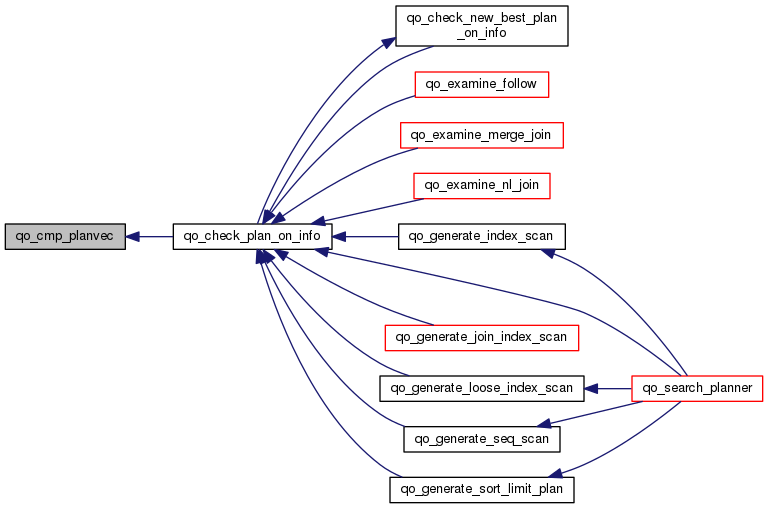 qo_check_new_best_plan
_on_info
qo_examine_follow
qo_examine_merge_join
qo_examine_nl_join
qo_cmp_planvec
qo_check_plan_on_info
qo_generate_index_scan
qo_generate_join_index_scan
qo_generate_loose_index_scan
qo_search_planner
qo_generate_seq_scan
qo_generate_sort_limit_plan